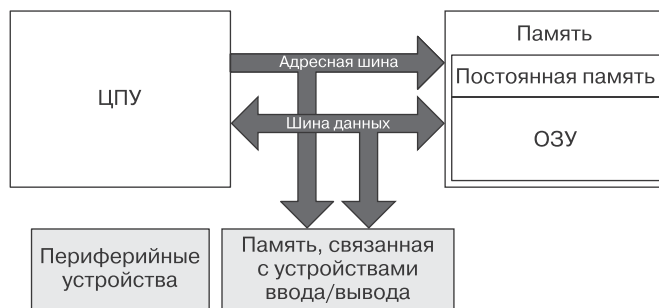 Память
Адресная шина
Постоянная память
ЦПУ
Шина данных
ОЗУ
Периферийные
устройства
Память, связанная
с устройствами
ввода/вывода